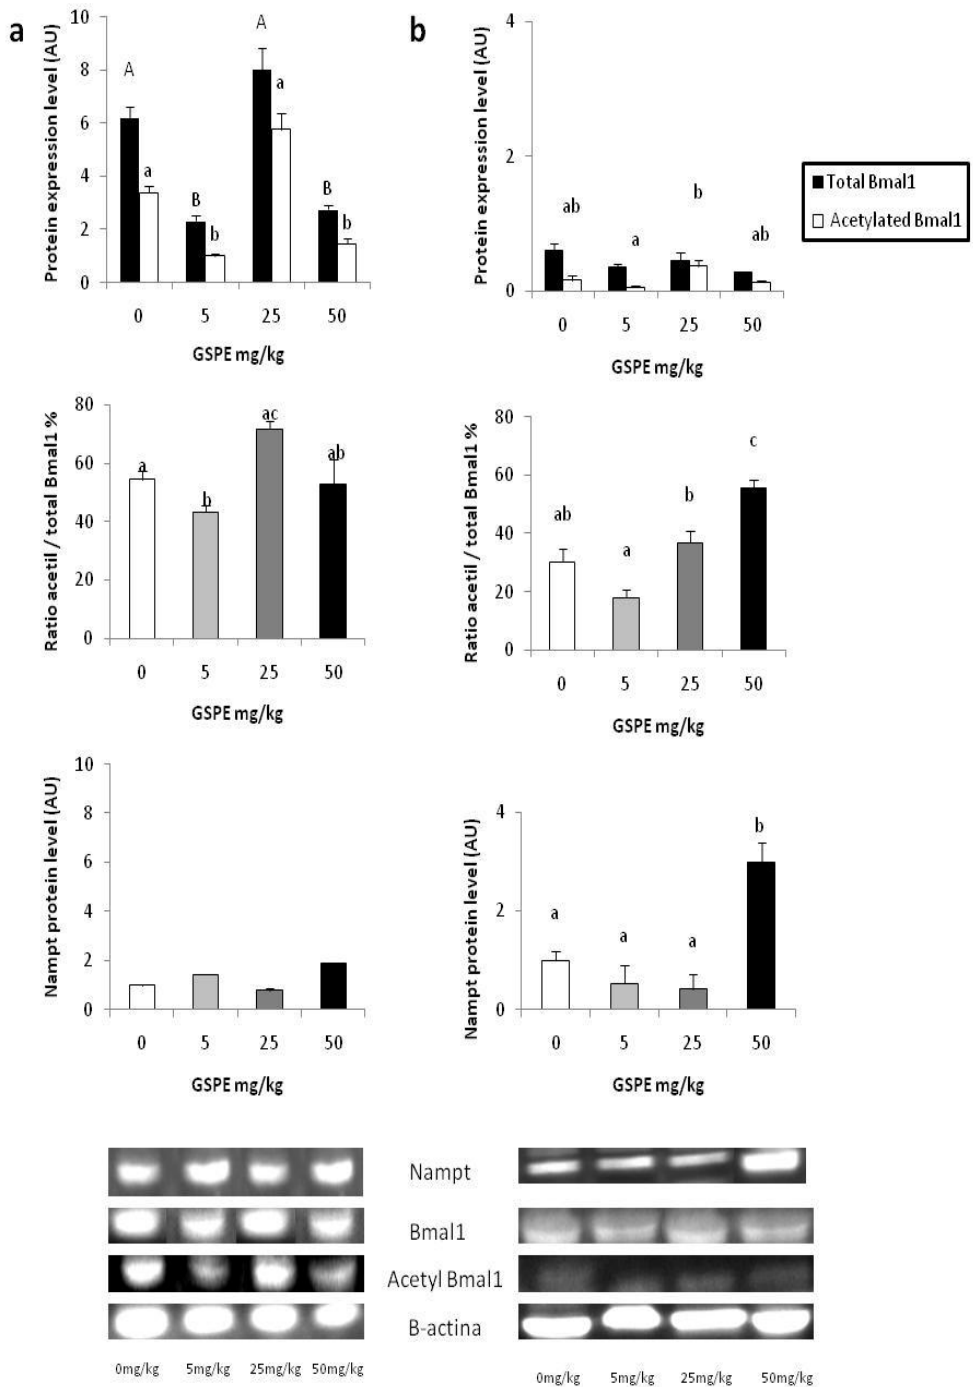 a
Protein expression level (AU)
10
8
6
4
2
0
A
a
B
b
A
a
B
b
0 5 25 50
GSPE mg/kg
b
Protein expression level (AU)
4
2
0
ab
a
b
ab
0 5 25 50
GSPE mg/kg
Total Bmal1
Acetylated Bmal1
Ratio acetil / total Bmal1 %
80
60
40
20
0
a
b
ac
ab
0 5 25 50
GSPE mg/kg
Ratio acetil / total Bmal1 %
80
60
40
20
0
ab
a
b
c
0 5 25 50
GSPE mg/kg
Nampt protein level (AU)
10
8
6
4
2
0
0 5 25 50
GSPE mg/kg
Nampt protein level (AU)
4
2
0
a
a
a
b
0 5 25 50
GSPE mg/kg
Nampt
Bmal1
Acetyl Bmal1
B-actina
0mg/kg 5mg/kg 25mg/kg 50mg/kg
0mg/kg 5mg/kg 25mg/kg 50mg/kg